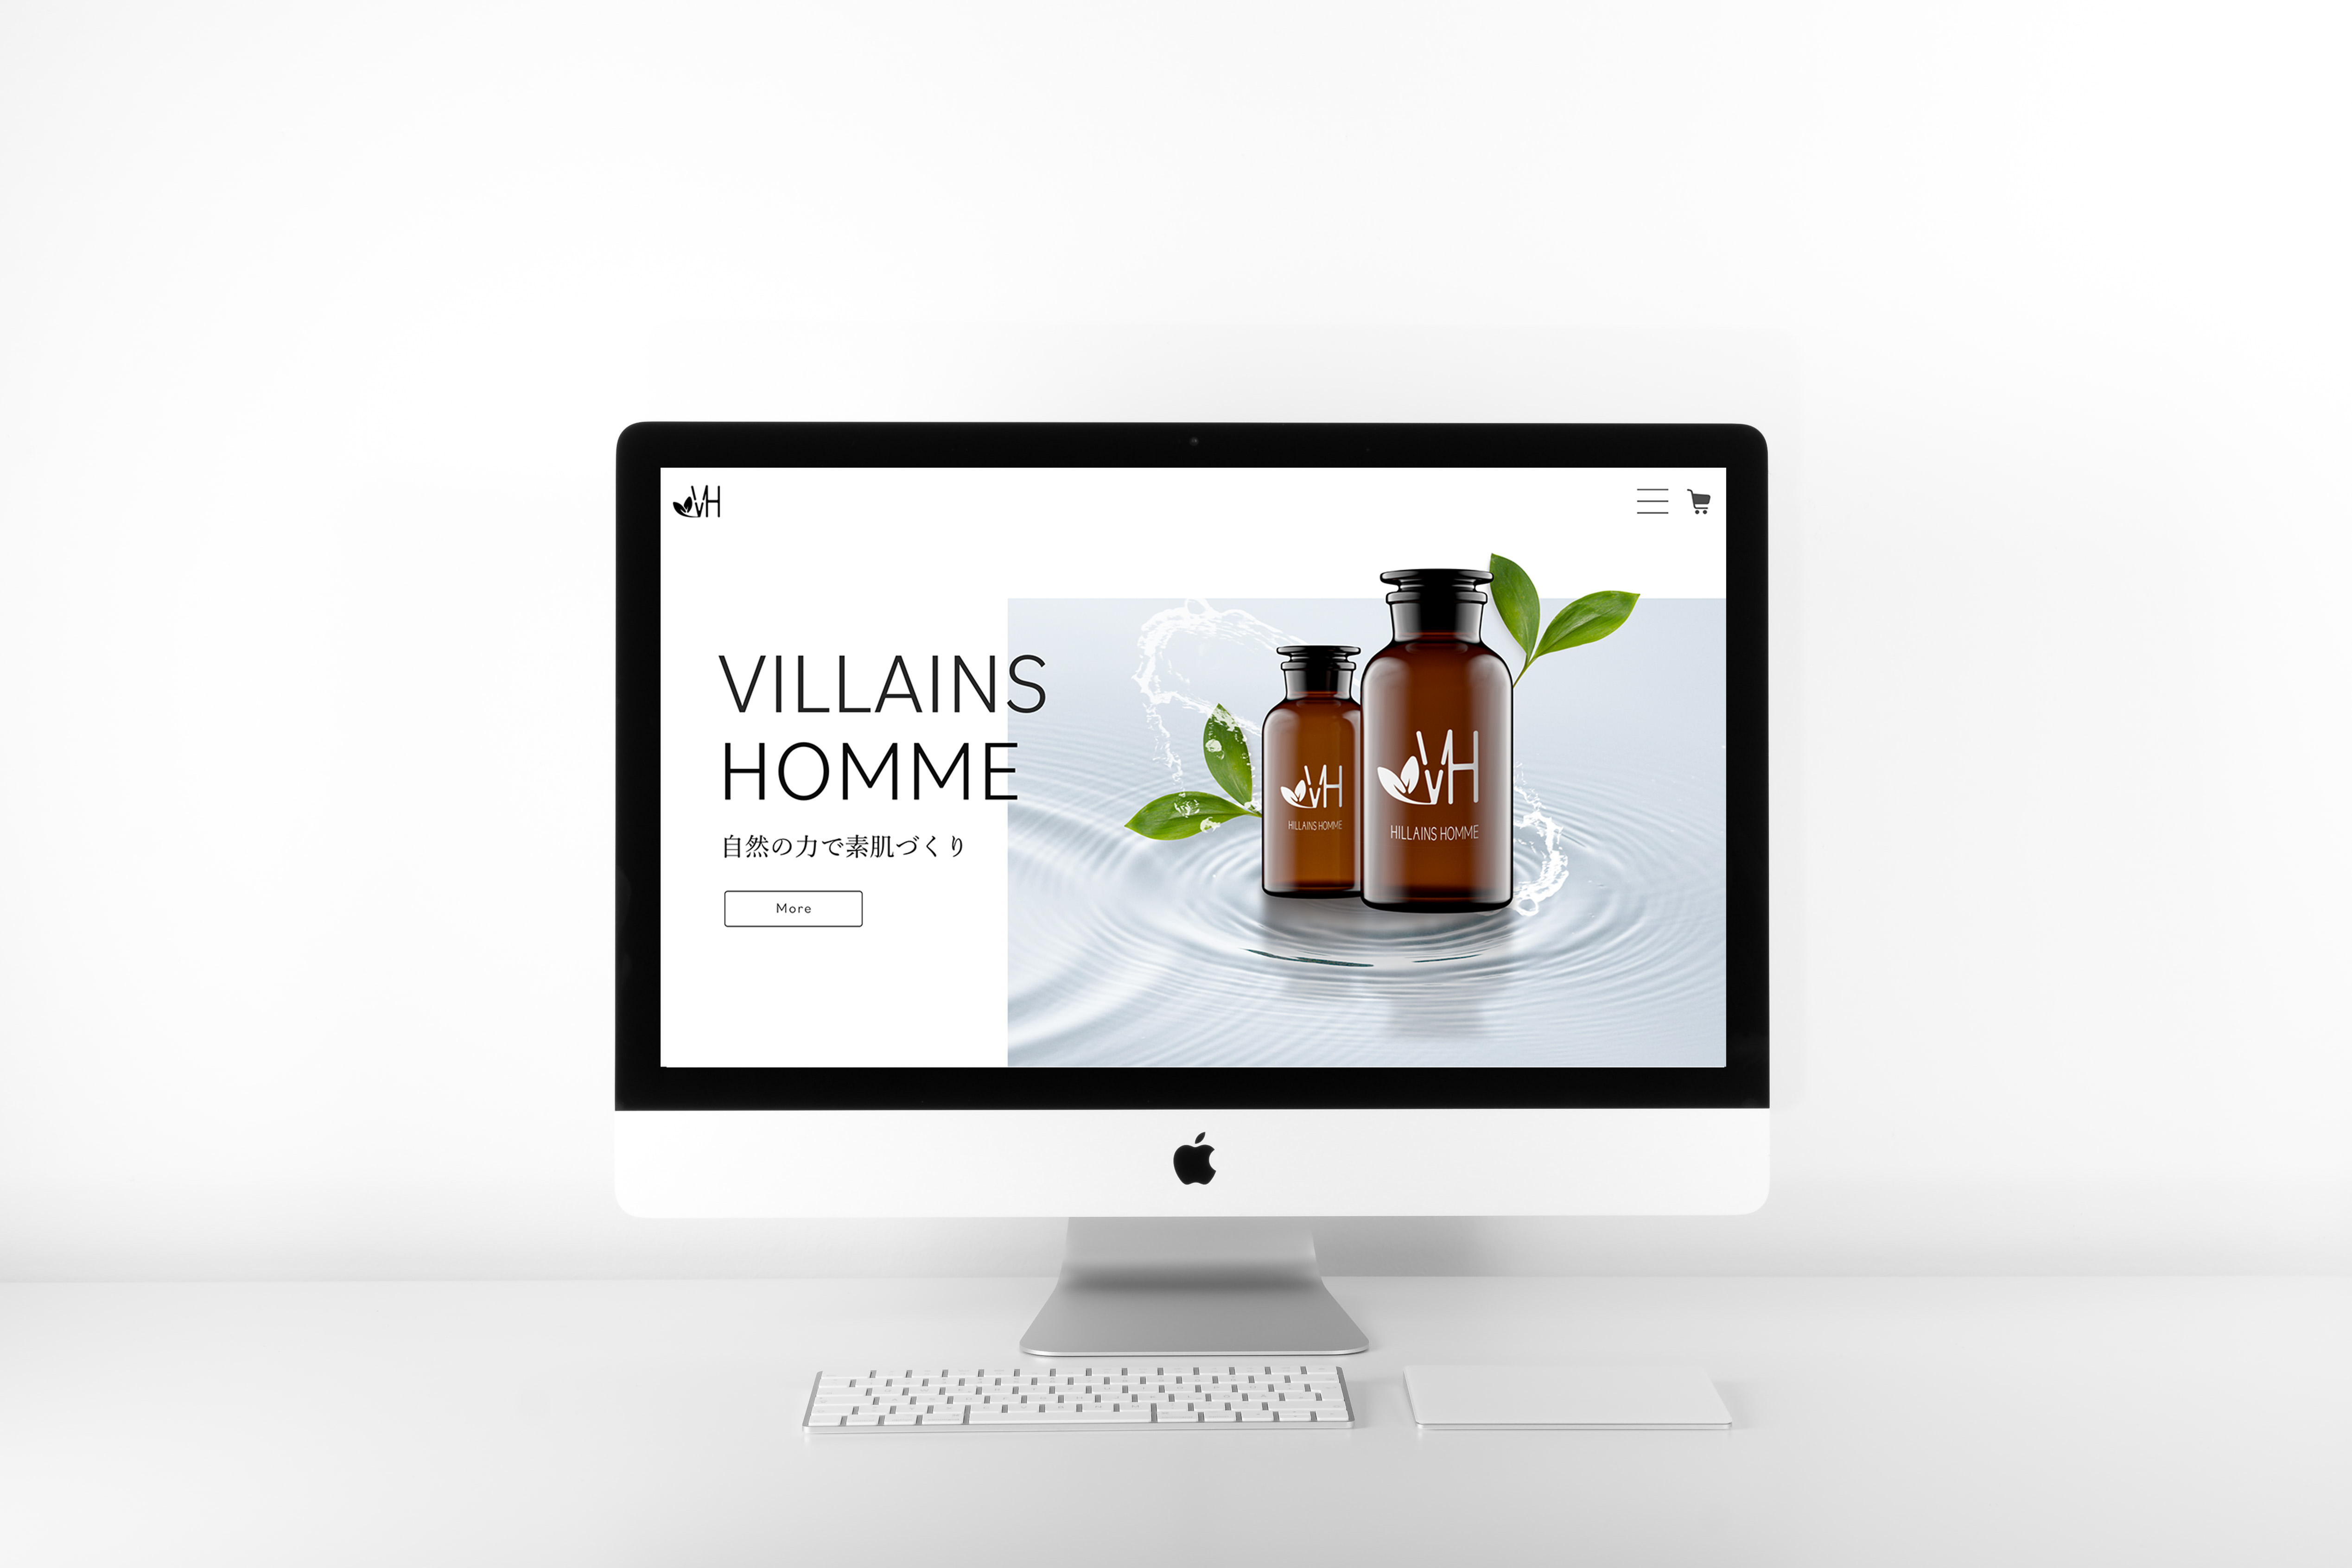 VH
VILLAINS
HOMME
自然の力で素肌づくり
More
VH
HILLAINS HOMME
VH
HILLAINS HOMME